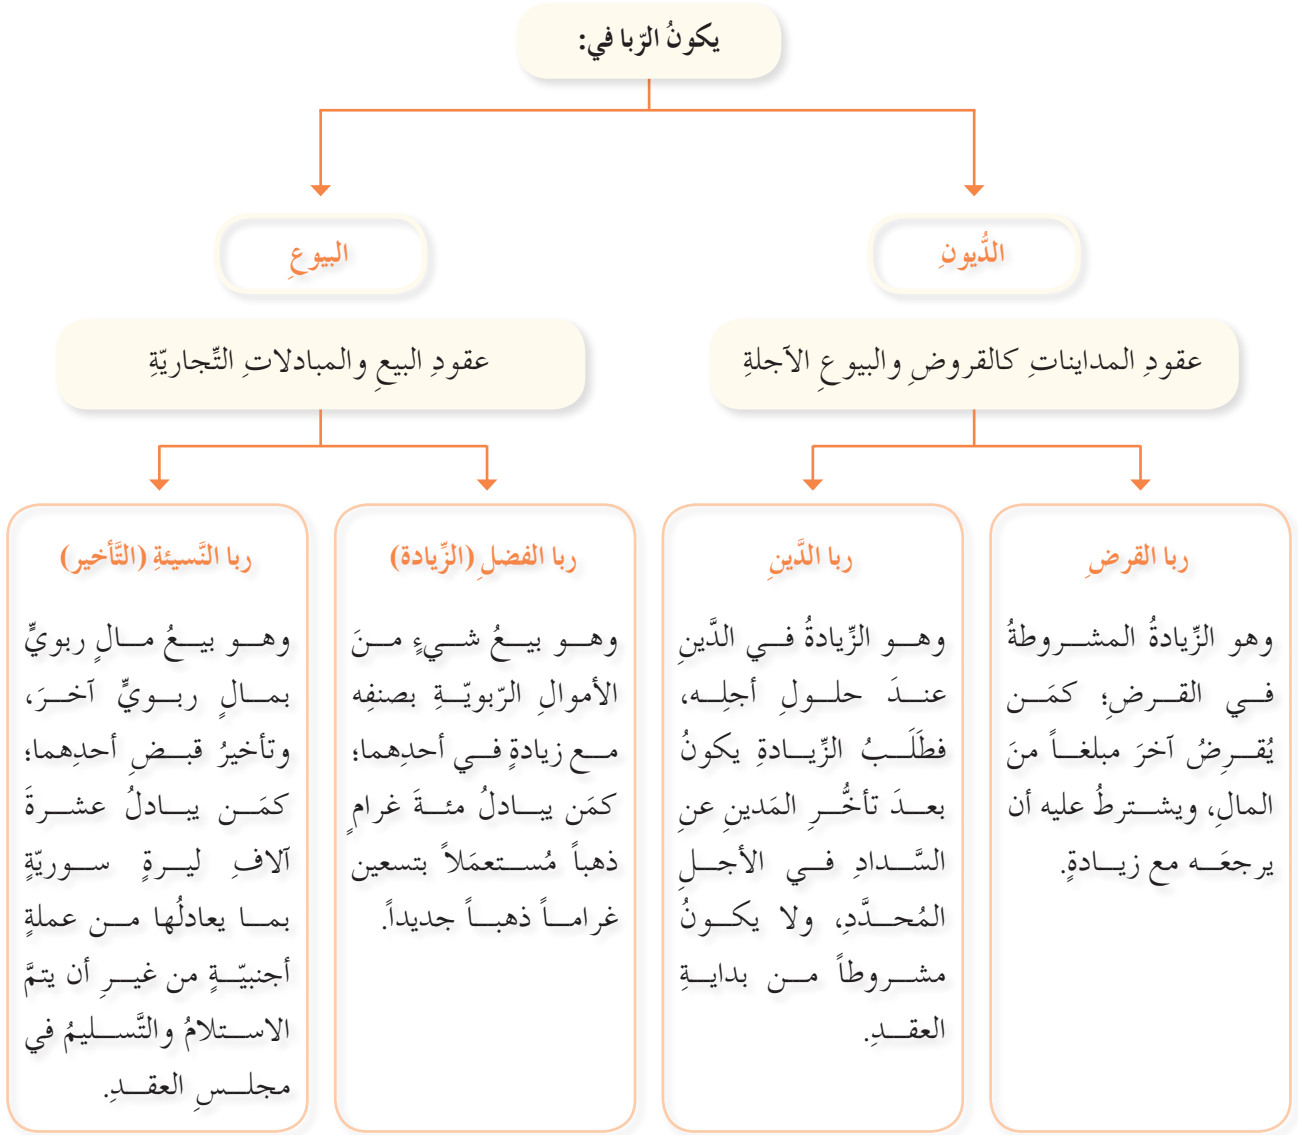 يكونُ الرّبا في:
الدُّيونِ
البيوعِ
عقودِ المدايناتِ كالقروضِ والبيوعِ الآجلةِ
عقودِ البيعِ والمبادلاتِ التِّجاريّةِ
ربا القرضِ
وهو الزِّيادةُ المشروطةُ
في القرضِ؛ كمَن
يُقرِضُ آخرَ مبلغاً منَ
المالِ، ويشترطُ عليه أن
يرجعَه مع زيادةٍ.
ربا الدَّينِ
وهو الزِّيادةُ في الدَّينِ
عندَ حلولِ أجلِه،
فطَلَبُ الزِّيادةِ يكونُ
بعدَ تأخُّرِ المَدينِ عنِ
السَّدادِ في الأجلِ
المُحدَّدِ، ولا يكونُ
مشروطاً من بدايةِ
العقدِ.
ربا الفضلِ (الزِّيادة)
وهو بيعُ شيءٍ منَ
الأموالِ الرّبويّةِ بصنفِه
مع زيادةٍ في أحدِهما؛
كمَن يبادلُ مئةَ غرامٍ
ذهباً مُستعمَلاً بتسعين
غراماً ذهباً جديداً.
ربا النَّسيئةِ (التَّأخير)
وهو بيعُ مالٍ ربويٍّ
بمالٍ ربويٍّ آخرَ،
وتأخيرُ قبضِ أحدِهما؛
كمَن يبادلُ عشرةَ
آلافِ ليرةٍ سوريّةٍ
بما يعادلُها من عملةٍ
أجنبيّةٍ من غيرِ أن يتمَّ
الاستلامُ والتَّسليمُ في
مجلسِ العقدِ.